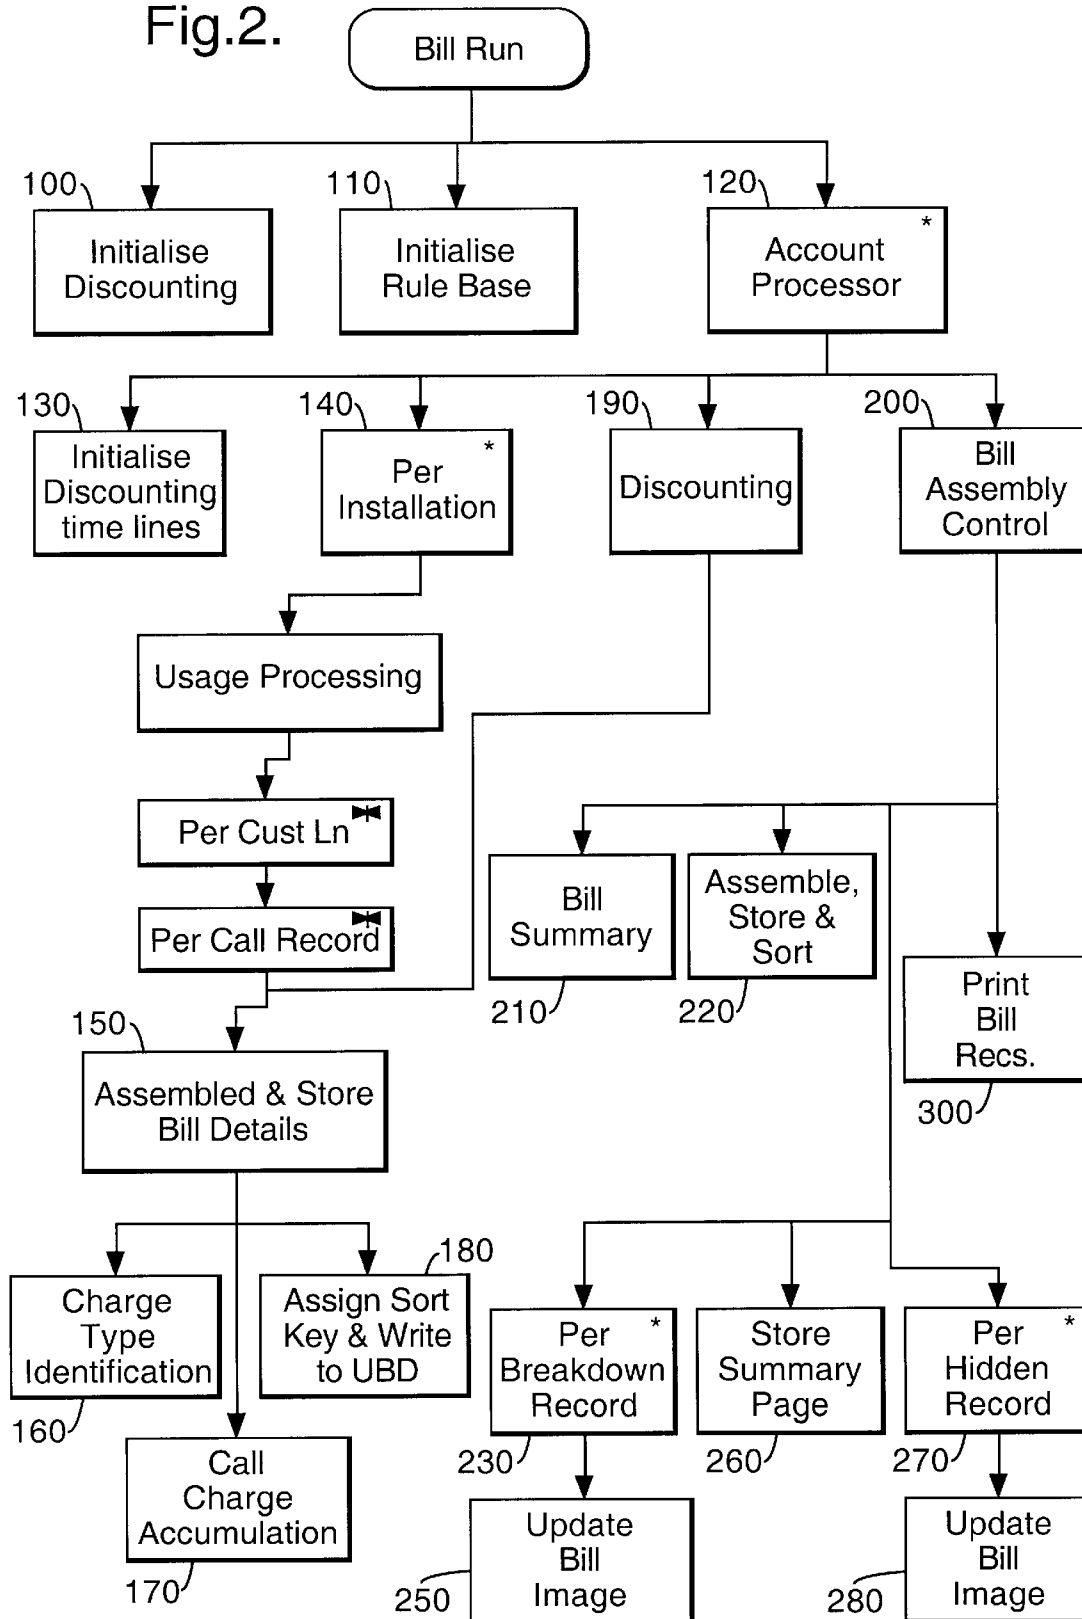 Fig.2.
Bill Run
100
110
120
Initialise
Discounting
Initialise
Rule Base
*
Account
Processor
130
140
190
200
Initialise
Discounting
time lines
*
Per
Installation
Discounting
Bill
Assembly
Control
Usage Processing
Per Cust Ln
Per Call Record
Bill
Summary
210
Assemble,
Store &
Sort
220
Print
Bill
Recs.
300
150
Assembled & Store
Bill Details
180
Charge
Type
Identification
160
Assign Sort
Key & Write
to UBD
Call
Charge
Accumulation
170
*
Per
Breakdown
Record
230
Store
Summary
Page
260
*
Per
Hidden
Record
270
Update
Bill
Image
250
Update
Bill
Image
280